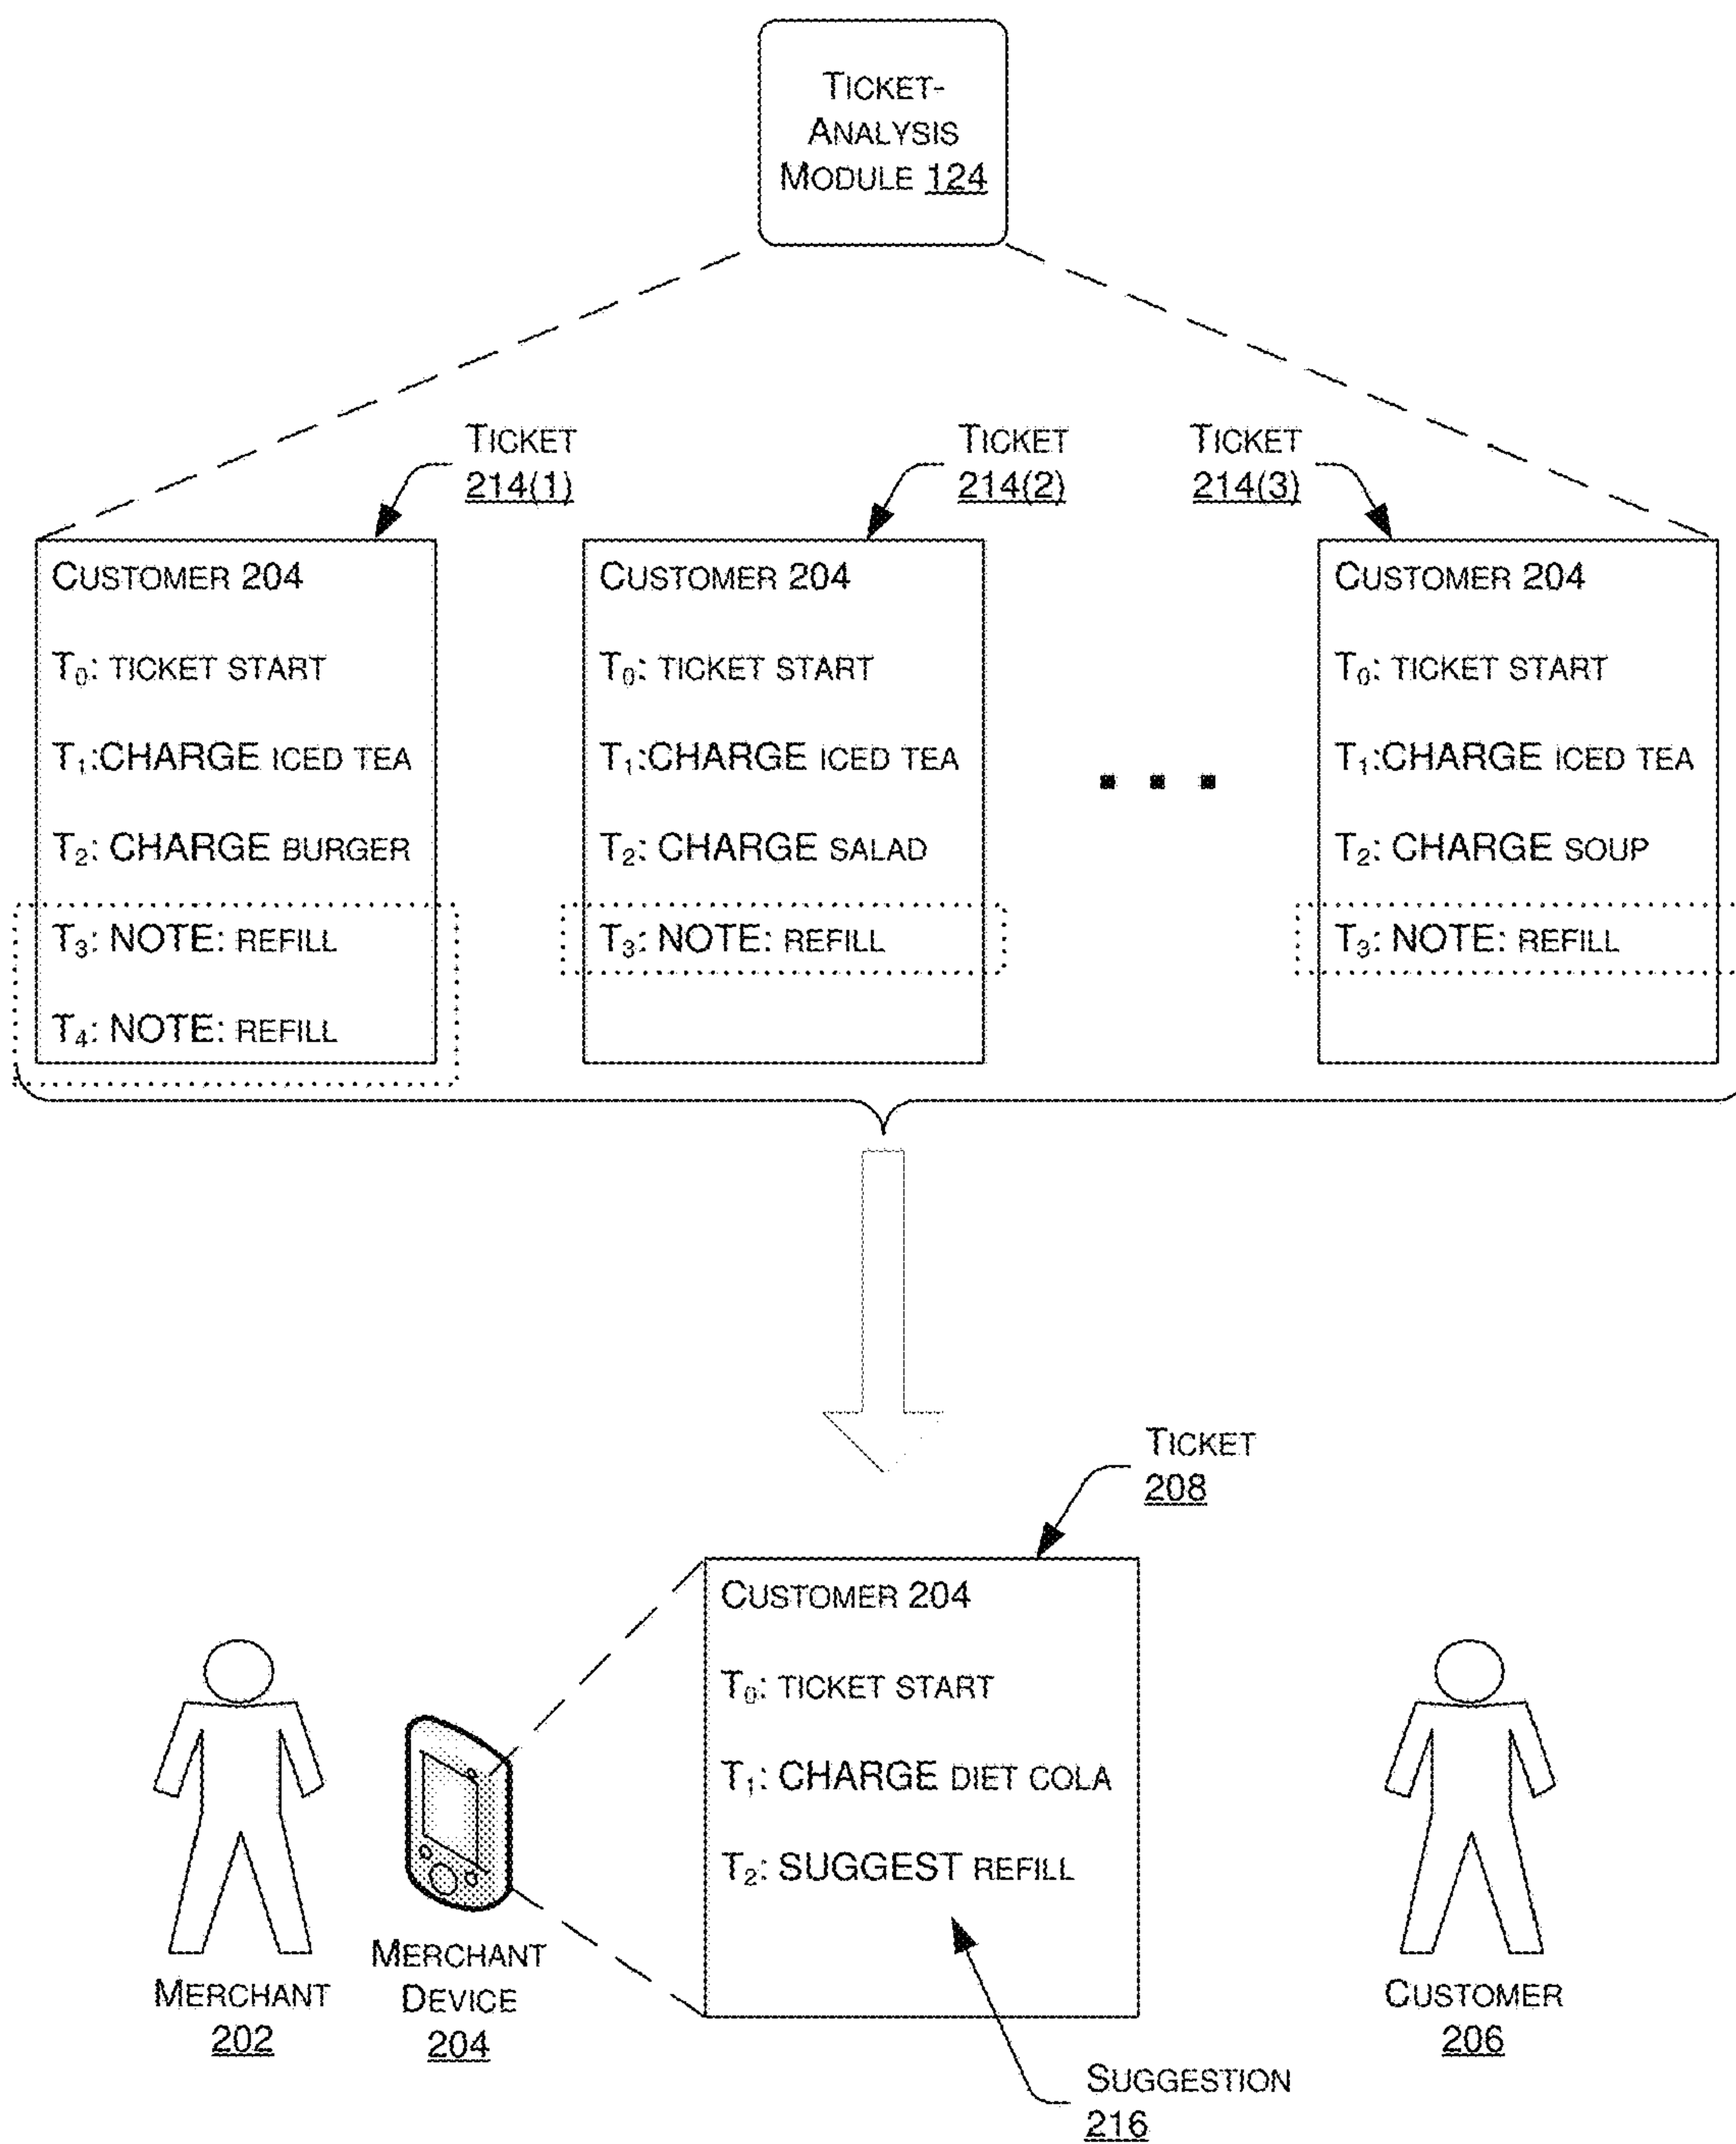 TICKET-
ANALYSIS
MODULE 124
TICKET
214(1)
TICKET
214(2)
TICKET
214(3)
CUSTOMER 204
T0: TICKET START
T1:CHARGE ICED TEA
T2: CHARGE BURGER
T3: NOTE: REFILL
T4: NOTE: REFILL
CUSTOMER 204
T0: TICKET START
T1:CHARGE ICED TEA
T2: CHARGE SALAD
T3: NOTE: REFILL
CUSTOMER 204
T0: TICKET START
T1:CHARGE ICED TEA
T2: CHARGE SOUP
T3: NOTE: REFILL
TICKET
208
CUSTOMER 204
T0: TICKET START
T1: CHARGE DIET COLA
T2: SUGGEST REFILL
MERCHANT
202
MERCHANT
DEVICE
204
CUSTOMER
206
SUGGESTION
216